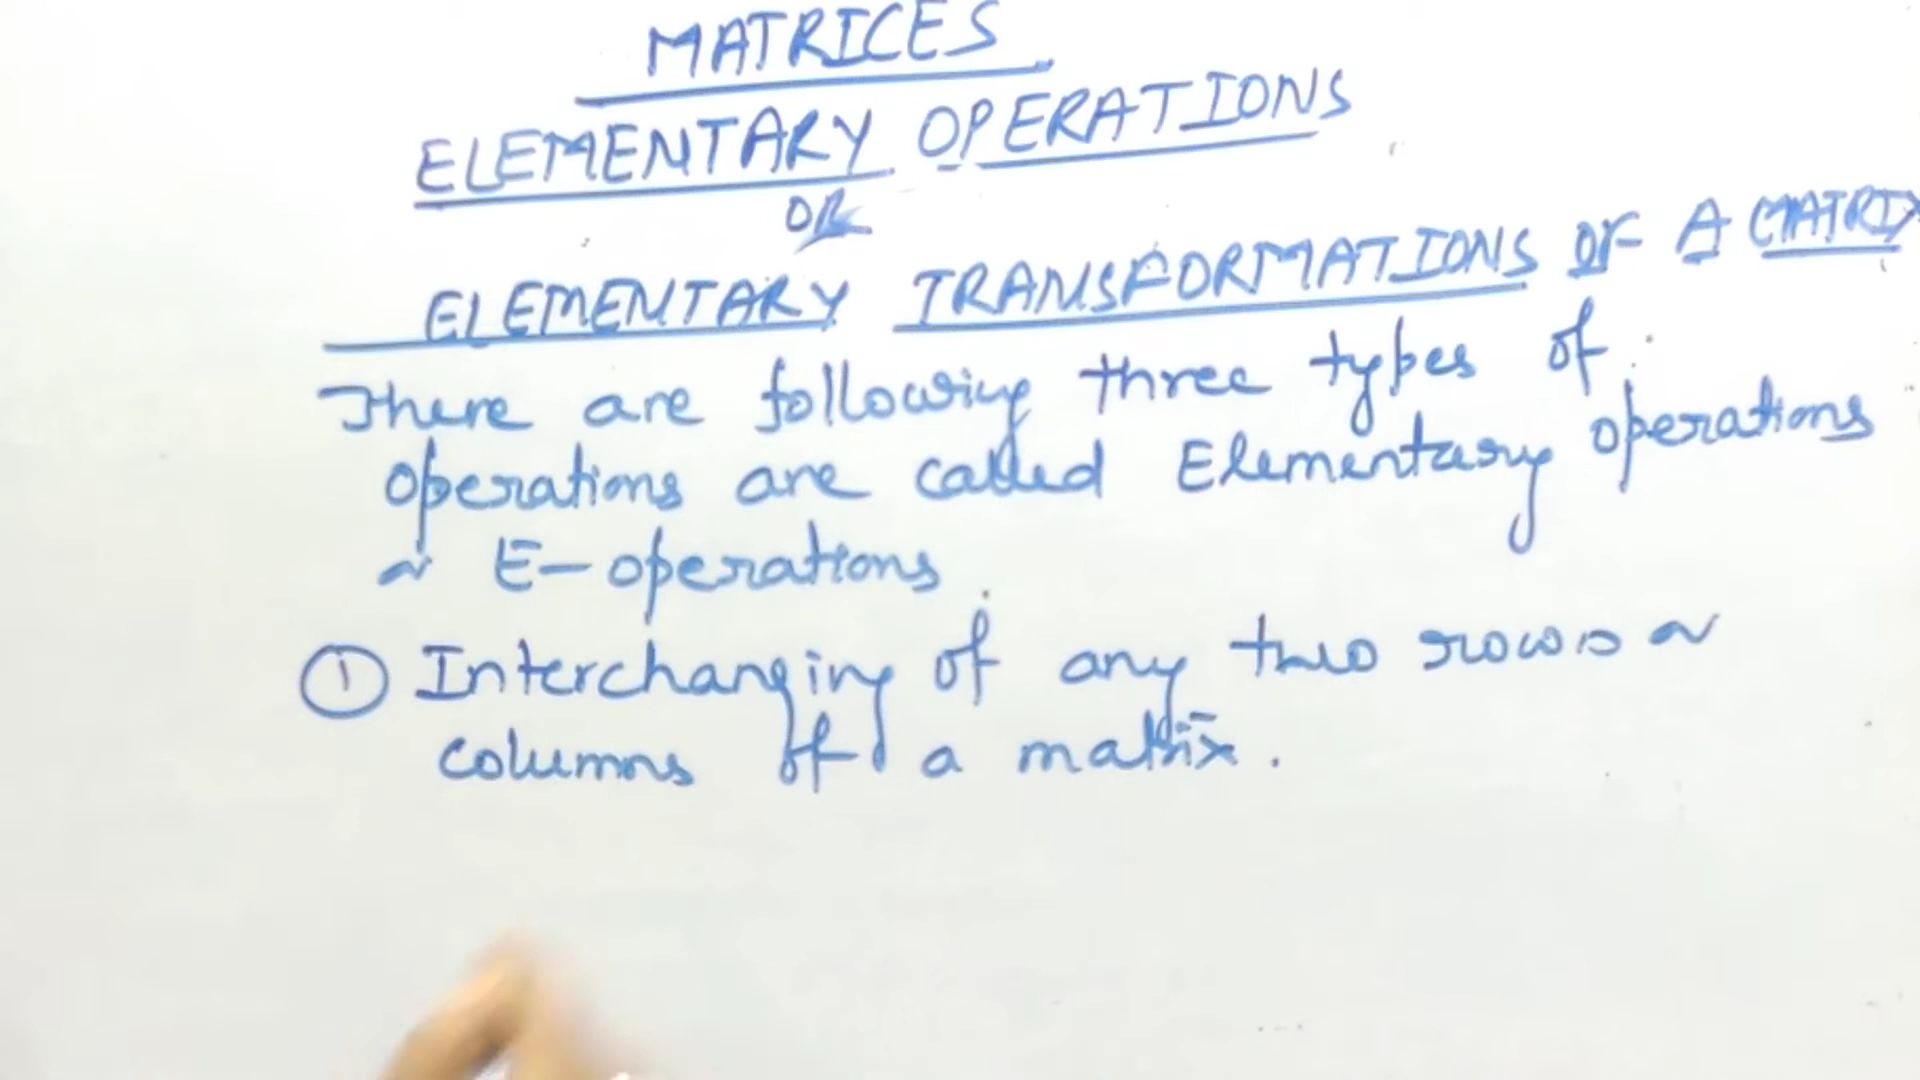 MATRICES
ELEMENTARY OPERATIONS
OR
ELEMENTARY TRANSFORMATIONS OF A MATRIX
There are following three types of
operations are called Elementary operations
or E-operations.
① Interchanging of any two rows or
columns of a matrix.